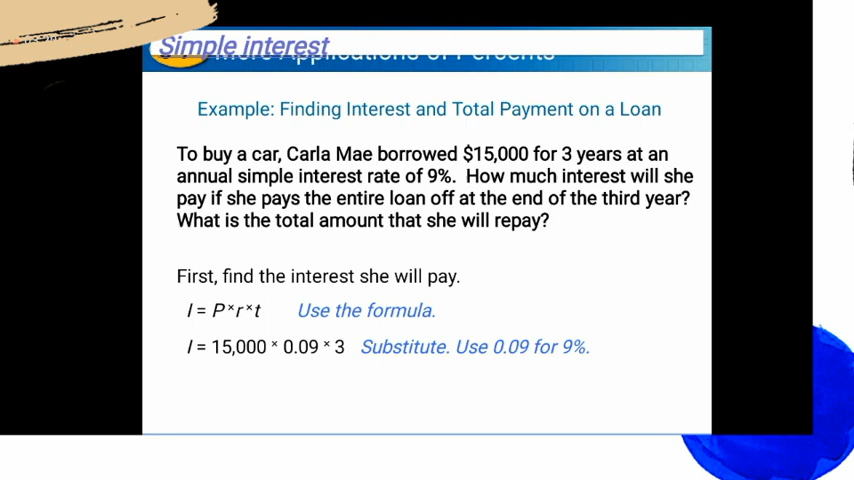 Simple interest
More Applications of Percents
Example: Finding Interest and Total Payment on a Loan
To buy a car, Carla Mae borrowed $15,000 for 3 years at an
annual simple interest rate of 9%. How much interest will she
pay if she pays the entire loan off at the end of the third year?
What is the total amount that she will repay?
First, find the interest she will pay.
I = P × r × t Use the formula.
I = 15,000 × 0.09 × 3 Substitute. Use 0.09 for 9%.